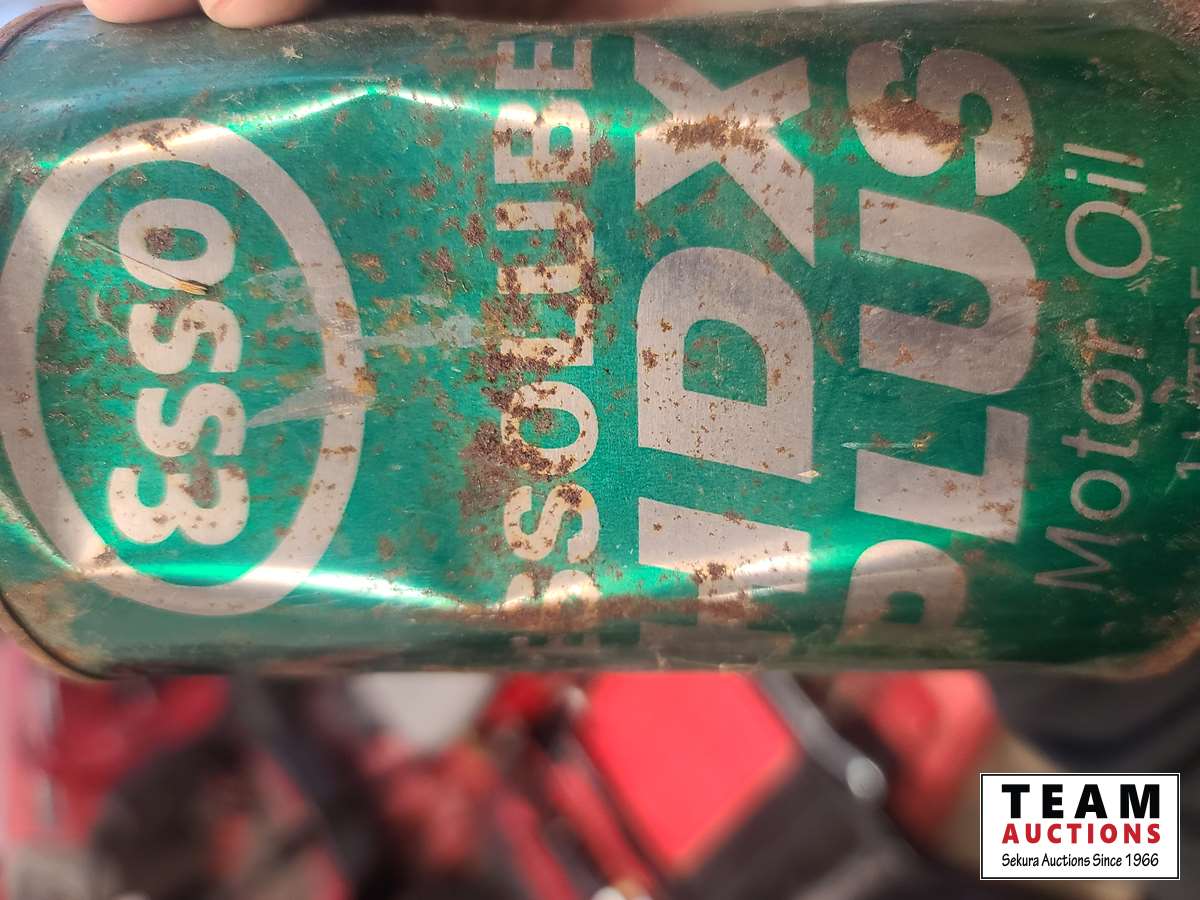 Esso
ESSOLUBE
HDX
PLUS
Motor Oil
TEAM
AUCTIONS
Sekura Auctions Since 1966